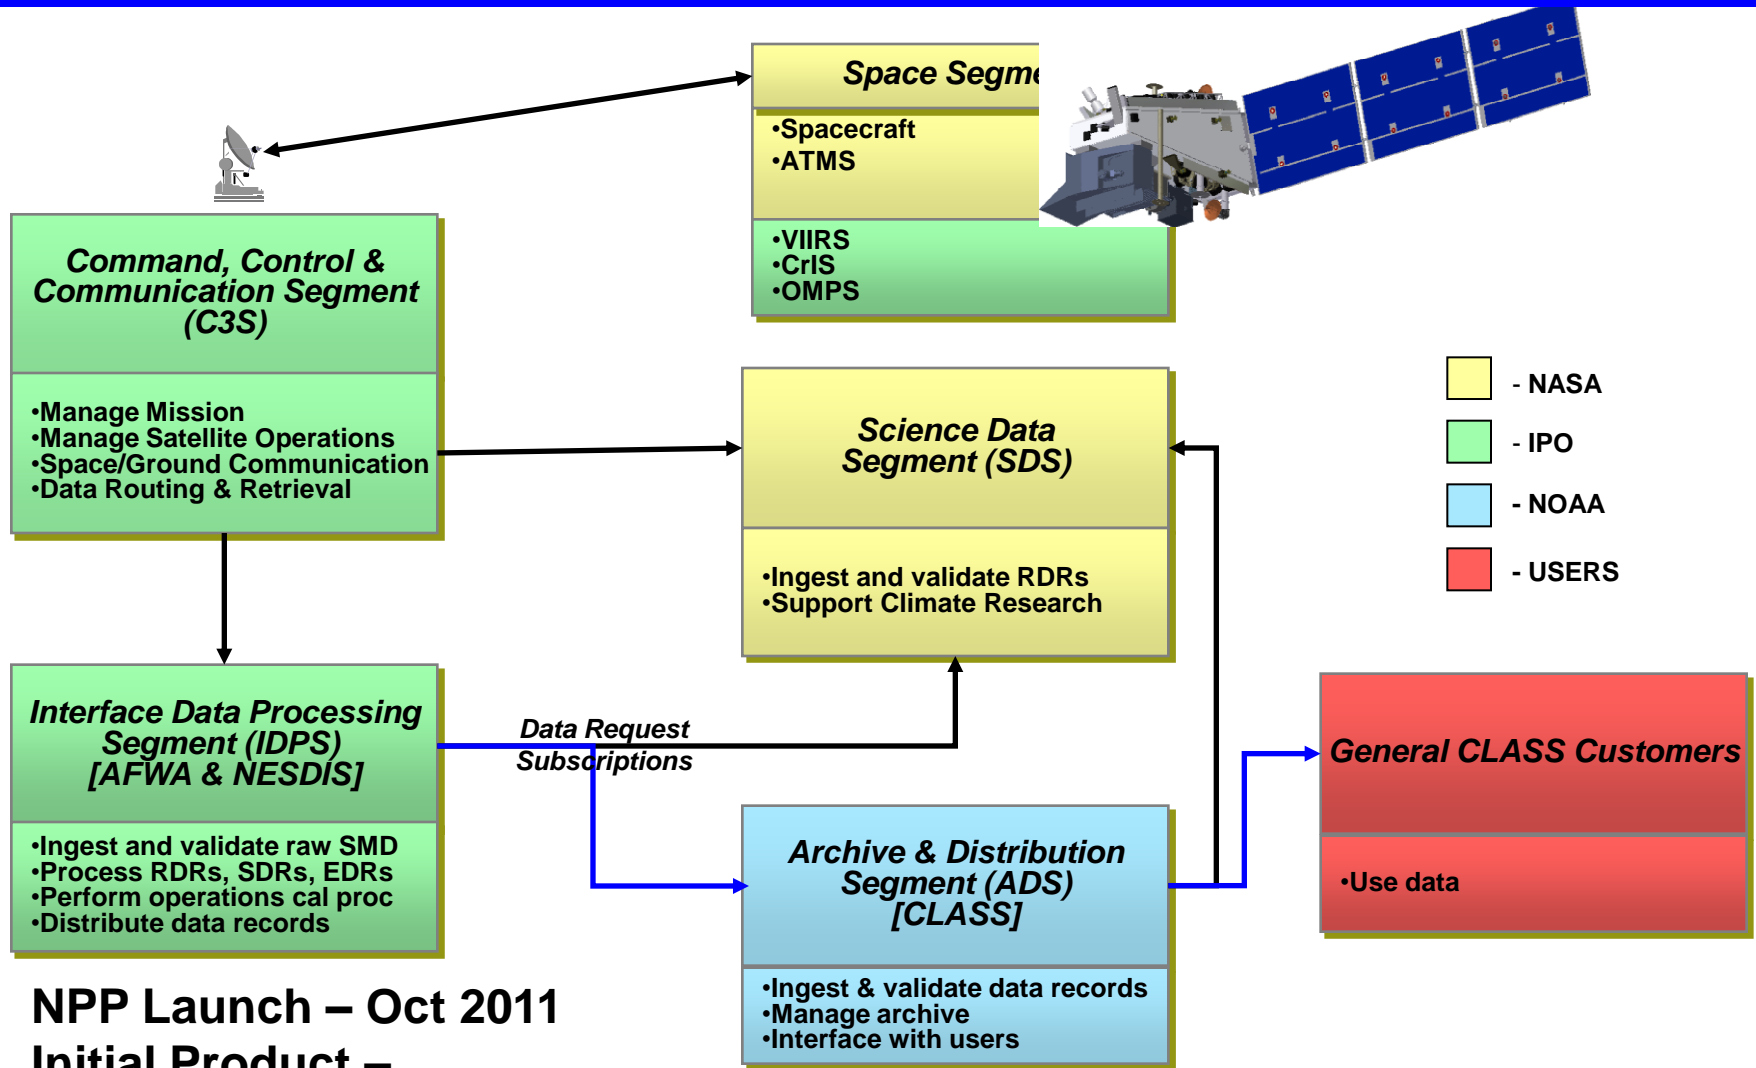 Space Segme
•Spacecraft
•ATMS
•VIIRS
•CrIS
•OMPS
Command, Control &
Communication Segment
(C3S)
•Manage Mission
•Manage Satellite Operations
•Space/Ground Communication
•Data Routing & Retrieval
Science Data
Segment (SDS)
•Ingest and validate RDRs
•Support Climate Research
- NASA
- IPO
- NOAA
- USERS
Interface Data Processing
Segment (IDPS)
[AFWA & NESDIS]
•Ingest and validate raw SMD
•Process RDRs, SDRs, EDRs
•Perform operations cal proc
•Distribute data records
Data Request
Subscriptions
Archive & Distribution
Segment (ADS)
[CLASS]
•Ingest & validate data records
•Manage archive
•Interface with users
General CLASS Customers
•Use data
NPP Launch – Oct 2011
Initial Product –